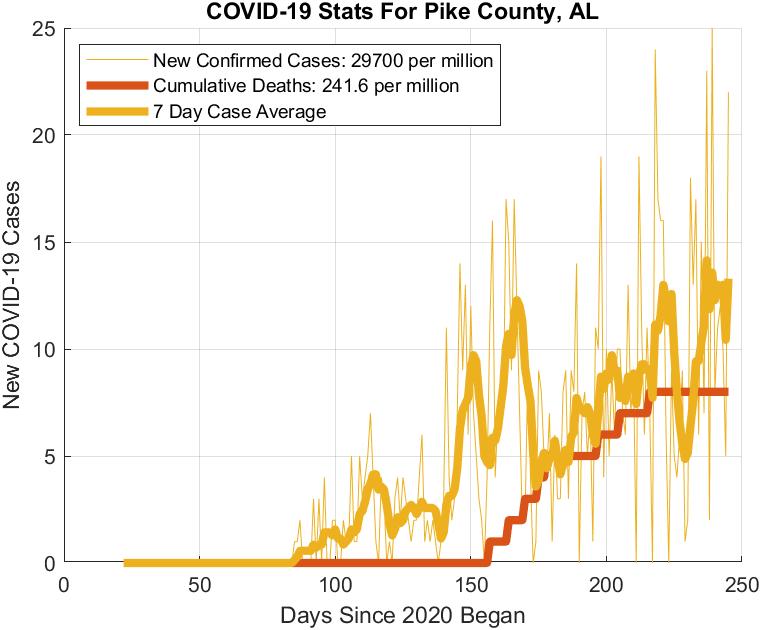 COVID-19 Stats For Pike County, AL
New Confirmed Cases: 29700 per million
Cumulative Deaths: 241.6 per million
7 Day Case Average
New COVID-19 Cases
25
20
15
10
5
0
0
50
100
150
200
250
Days Since 2020 Began